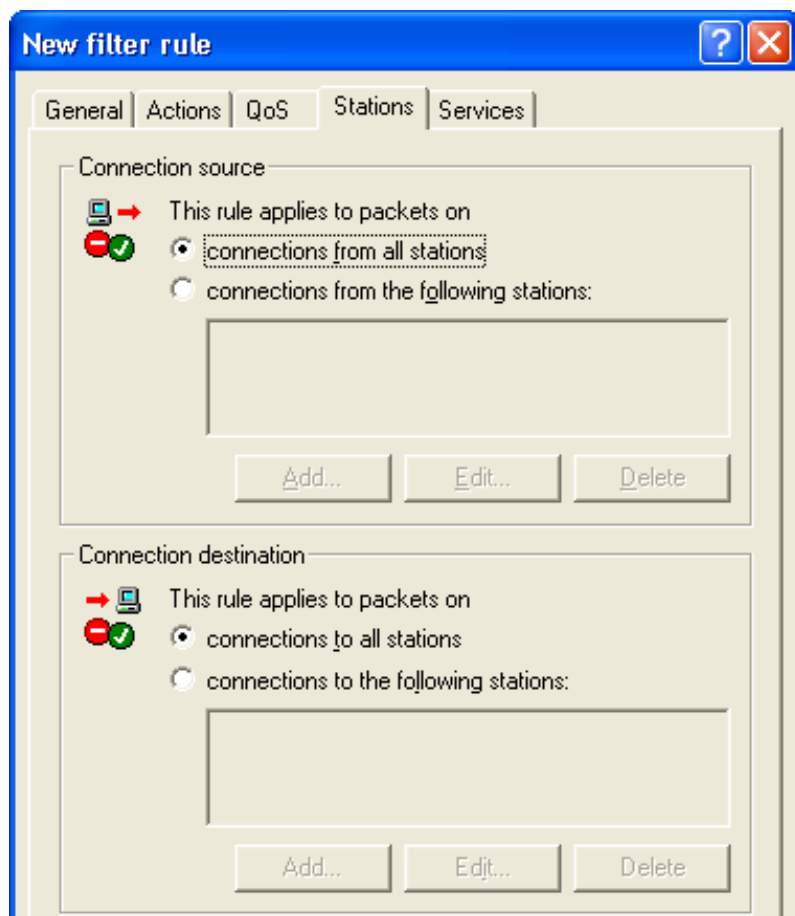 New filter rule
General Actions QoS Stations Services
Connection source
This rule applies to packets on
connections from all stations
connections from the following stations:
Add... Edit... Delete
Connection destination
This rule applies to packets on
connections to all stations
connections to the following stations:
Add... Edit... Delete